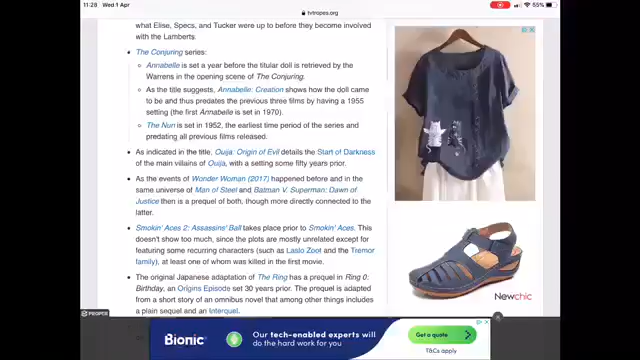 11:28 Wed 1 Apr
55%
tvtropes.org
what Elise, Specs, and Tucker were up to before they become involved
with the Lamberts.
• The Conjuring series:
◦ Annabelle is set a year before the titular doll is retrieved by the
Warrens in the opening scene of The Conjuring.
◦ As the title suggests, Annabelle: Creation shows how the doll came
to be and thus predates the previous three films by having a 1955
setting (the first Annabelle is set in 1970).
◦ The Nun is set in 1952, the earliest time period of the series and
predating all previous films released.
• As indicated in the title, Ouija: Origin of Evil details the Start of Darkness
of the main villains of Ouija, with a setting some fifty years prior.
• As the events of Wonder Woman (2017) happened before and in the
same universe of Man of Steel and Batman V. Superman: Dawn of
Justice then is a prequel of both, though more directly connected to the
latter.
• Smokin' Aces 2: Assassins' Ball takes place prior to Smokin' Aces. This
doesn't show too much, since the plots are mostly unrelated except for
featuring some recurring characters (such as Laslo Zoot and the Tremor
family), at least one of whom was killed in the first movie.
• The original Japanese adaptation of The Ring has a prequel in Ring 0:
Birthday, an Origins Episode set 30 years prior. The prequel is adapted
from a short story of an omnibus novel that among other things includes
a plain sequel and an Interquel.
Newchic
Bionic
Our tech-enabled experts will
do the hard work for you
Get a quote
T&Cs apply